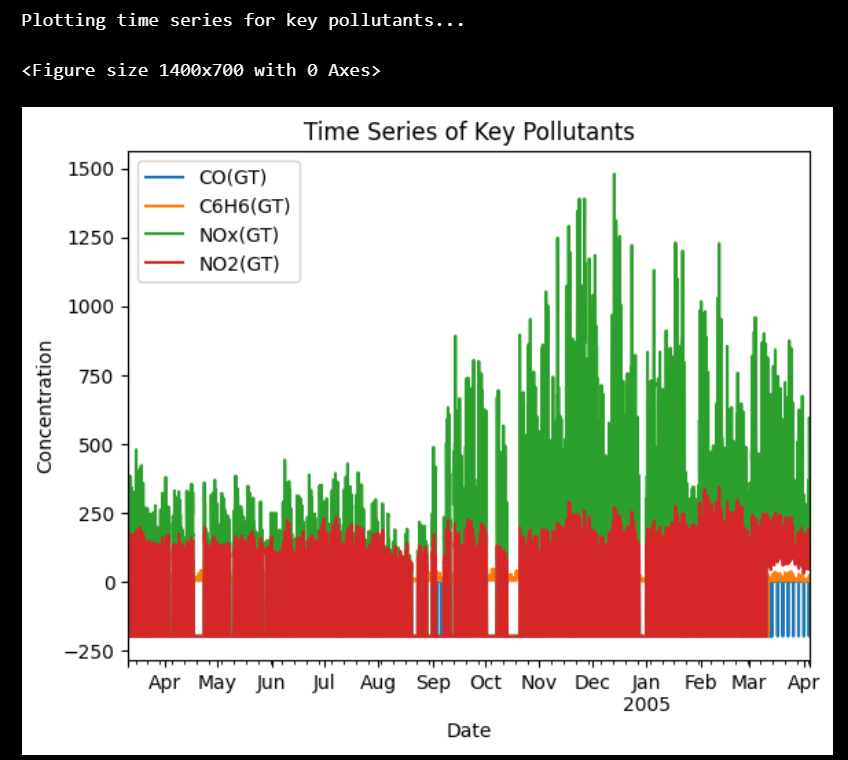 Plotting time series for key pollutants...
<Figure size 1400x700 with 0 Axes>
Time Series of Key Pollutants
CO(GT)
C6H6(GT)
NOx(GT)
NO2(GT)
Concentration
1500
1250
1000
750
500
250
0
−250
Apr May Jun Jul Aug Sep Oct Nov Dec Jan Feb Mar Apr
2005
Date